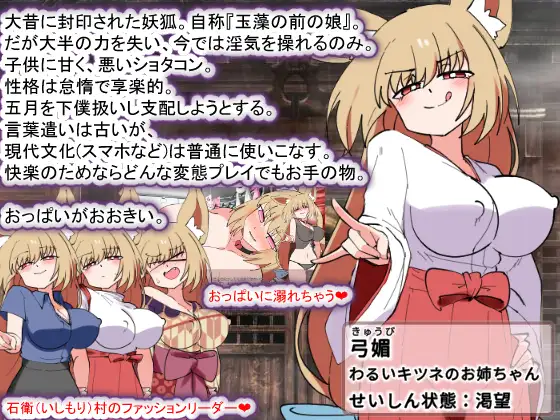 大昔に封印された妖狐。自称『玉藻の前の娘』。
だが大半の力を失い、今では淫気を操れるのみ。
子供に甘く、悪いショタコン。
性格は怠惰で享楽的。
五月を下僕扱いし支配しようとする。
言葉遣いは古いが、
現代文化(スマホなど)は普通に使いこなす。
快楽のためならどんな変態プレイでもお手の物。
おっぱいがおおきい。
おっぱいに溺れちゃう❤
石衛(いしもり)村のファッションリーダー❤
きゅうび
弓媚
わるいキツネのお姉ちゃん
せいしん状態：渇望